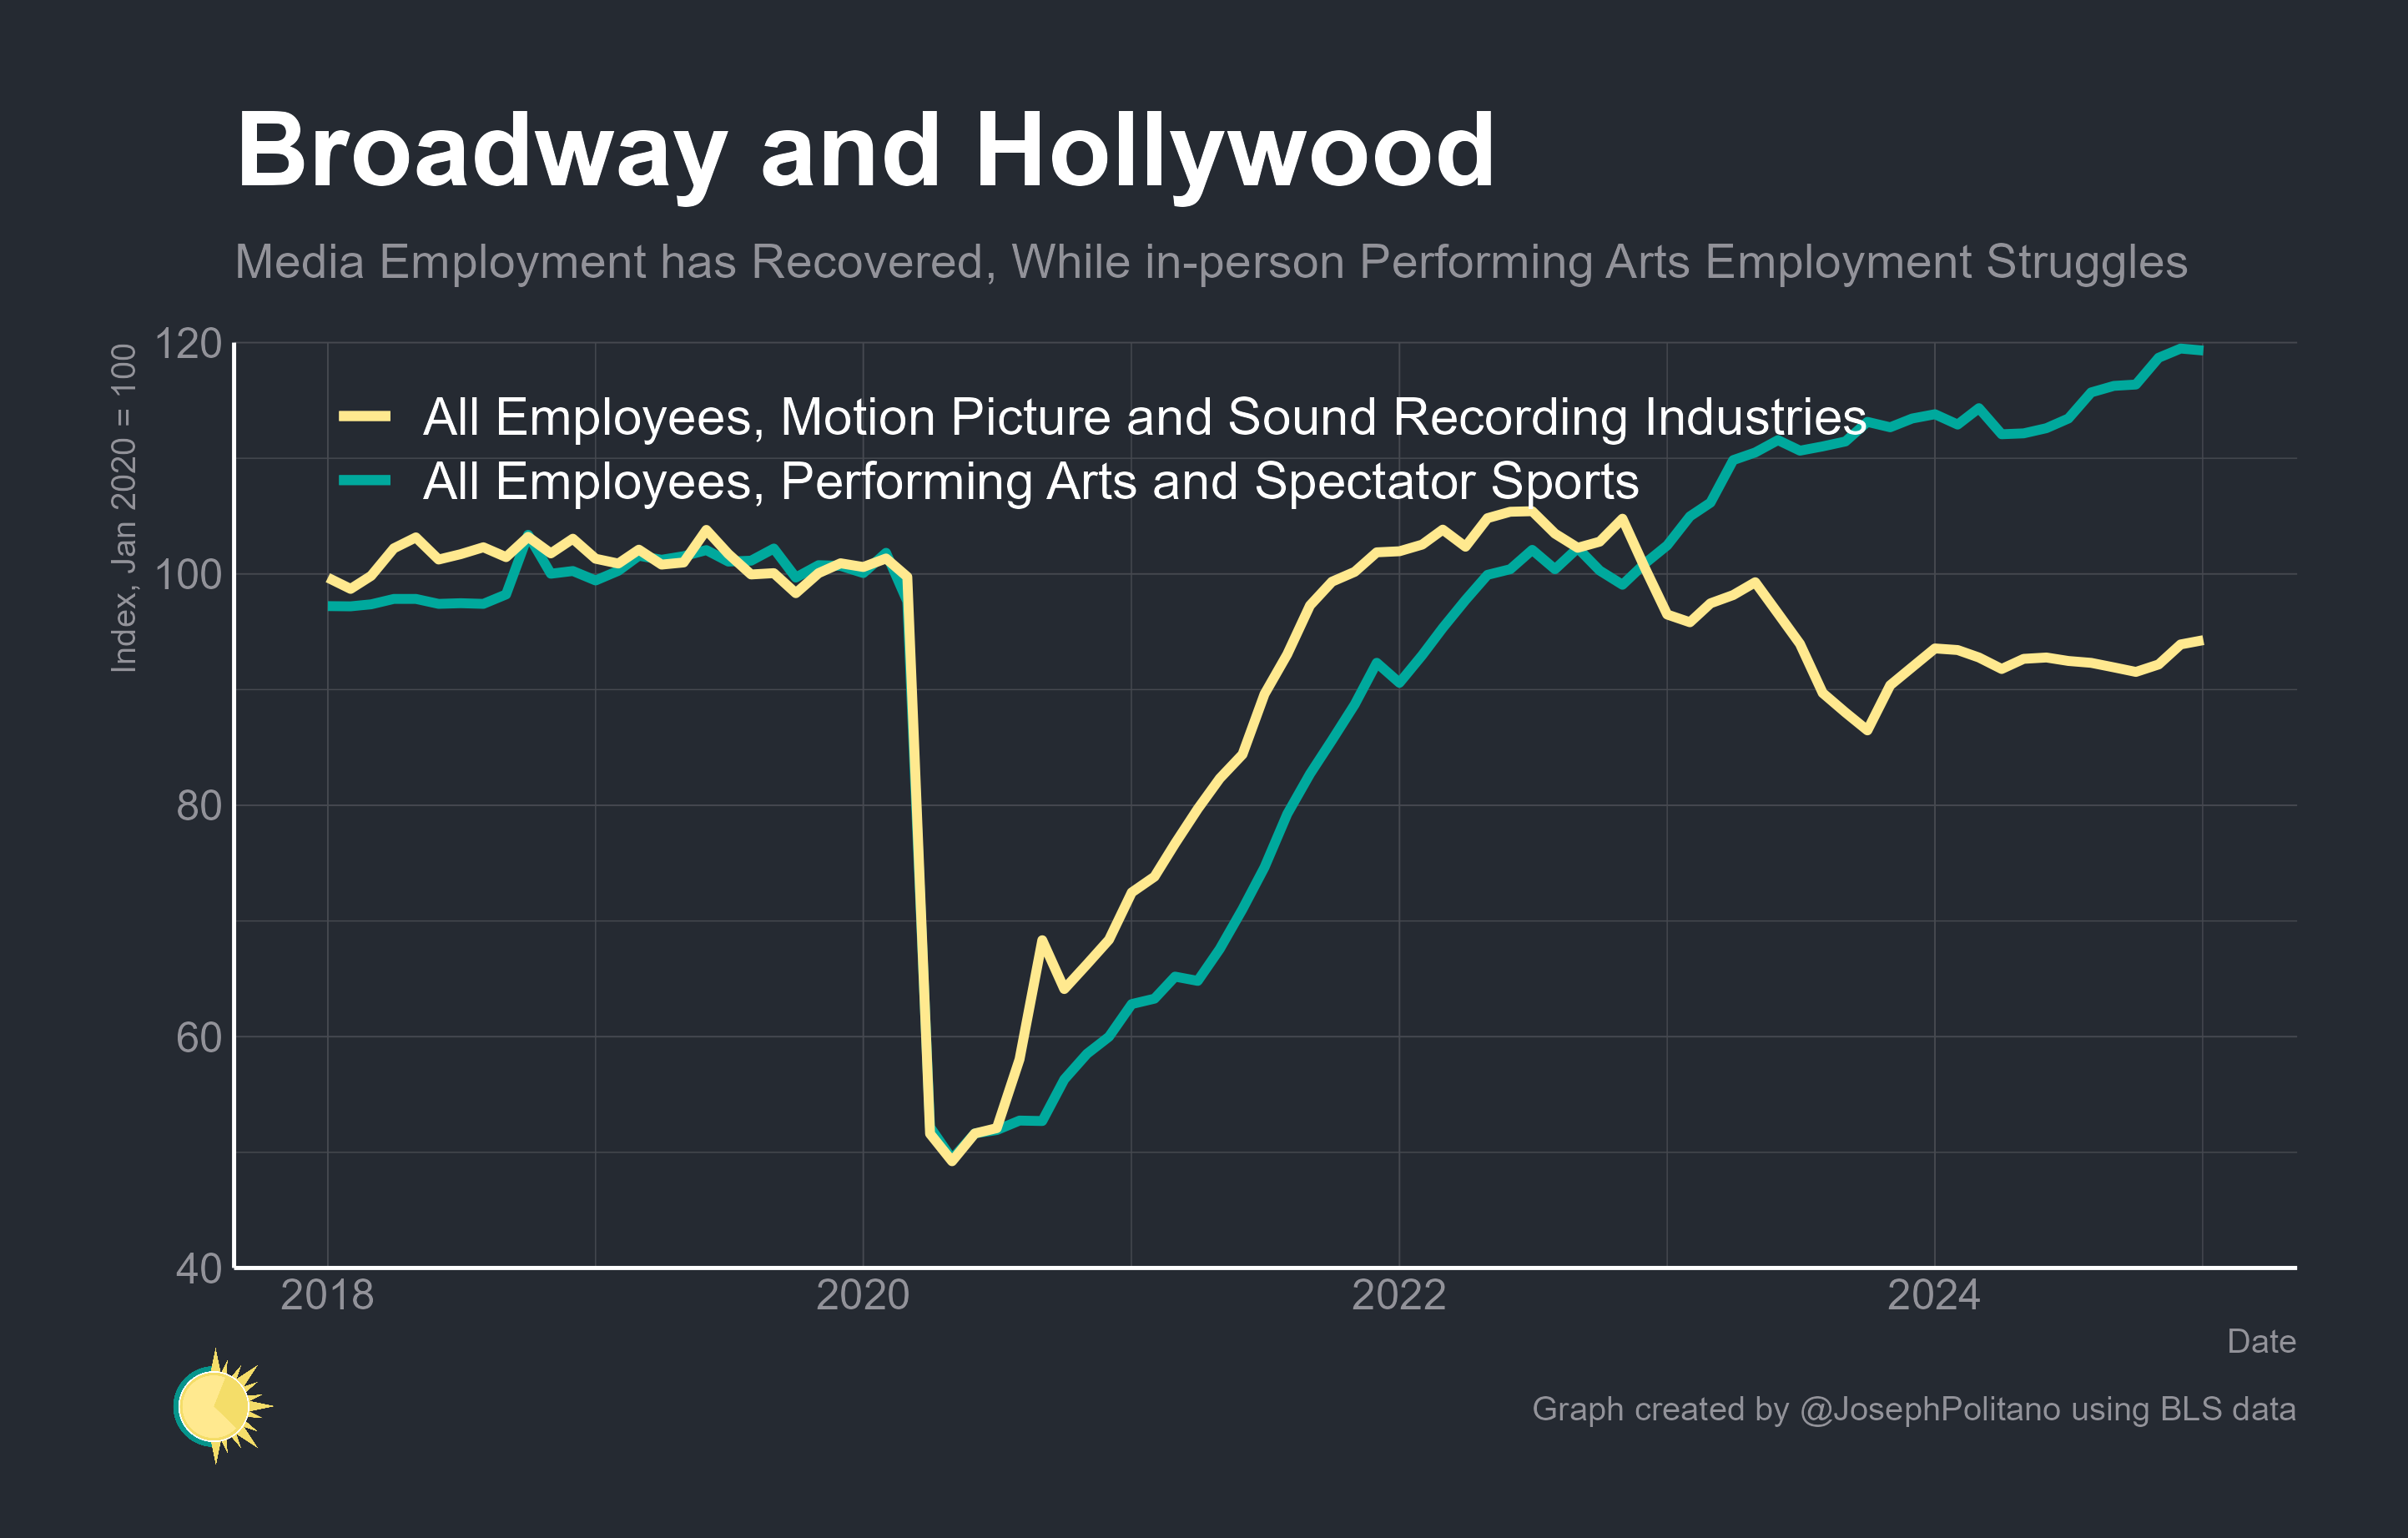 Broadway and Hollywood
Media Employment has Recovered, While in-person Performing Arts Employment Struggles
Index, Jan 2020 = 100
120
100
80
60
40
All Employees, Motion Picture and Sound Recording Industries
All Employees, Performing Arts and Spectator Sports
2018
2020
2022
2024
Date
Graph created by @JosephPolitano using BLS data